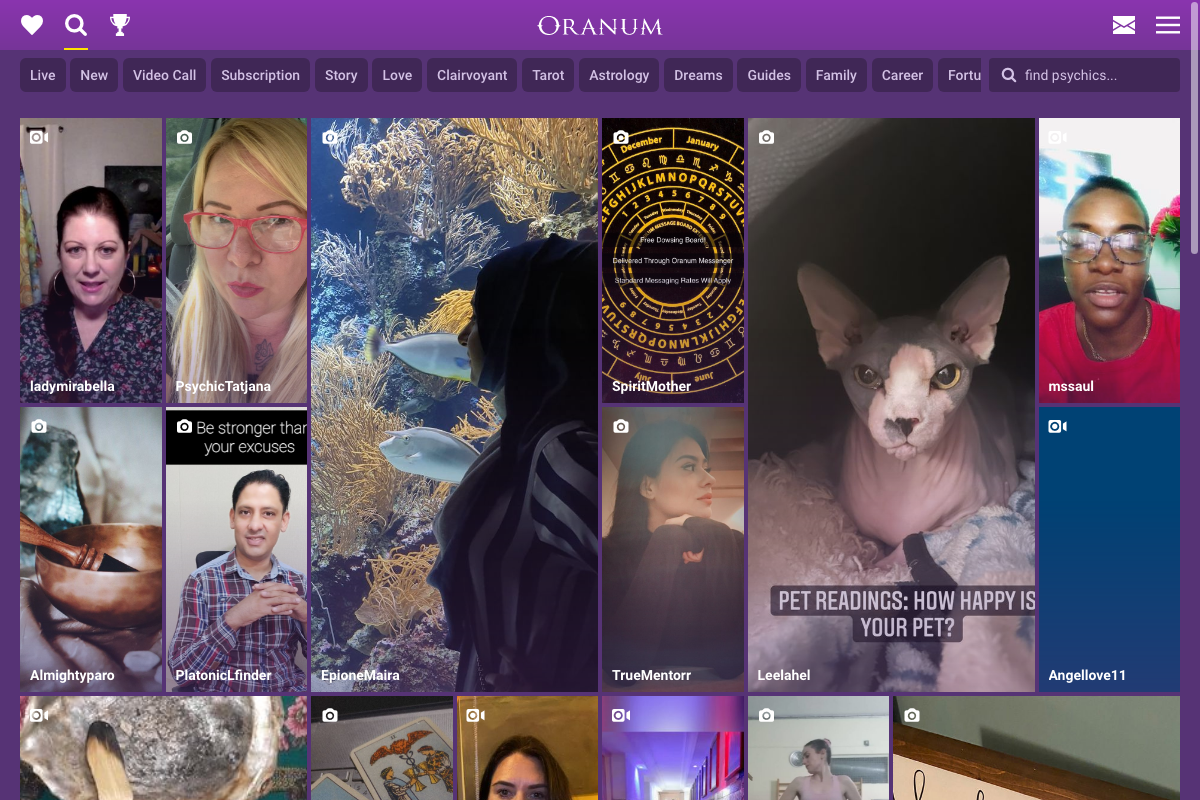 ORANUM
Live
New
Video Call
Subscription
Story
Love
Clairvoyant
Tarot
Astrology
Dreams
Guides
Family
Career
Fortu
find psychics...
ladymirabella
PsychicTatjana
December
January
Free Dowsing Board!
Delivered Through Oranum Messenger
Standard Messaging Rates Will Apply
July
June
SpiritMother
mssaul
Be stronger than
your excuses
PET READINGS: HOW HAPPY IS
YOUR PET?
Almightyparo
PlatonicLfinder
EpioneMaira
TrueMentorr
Leelahel
Angellove11